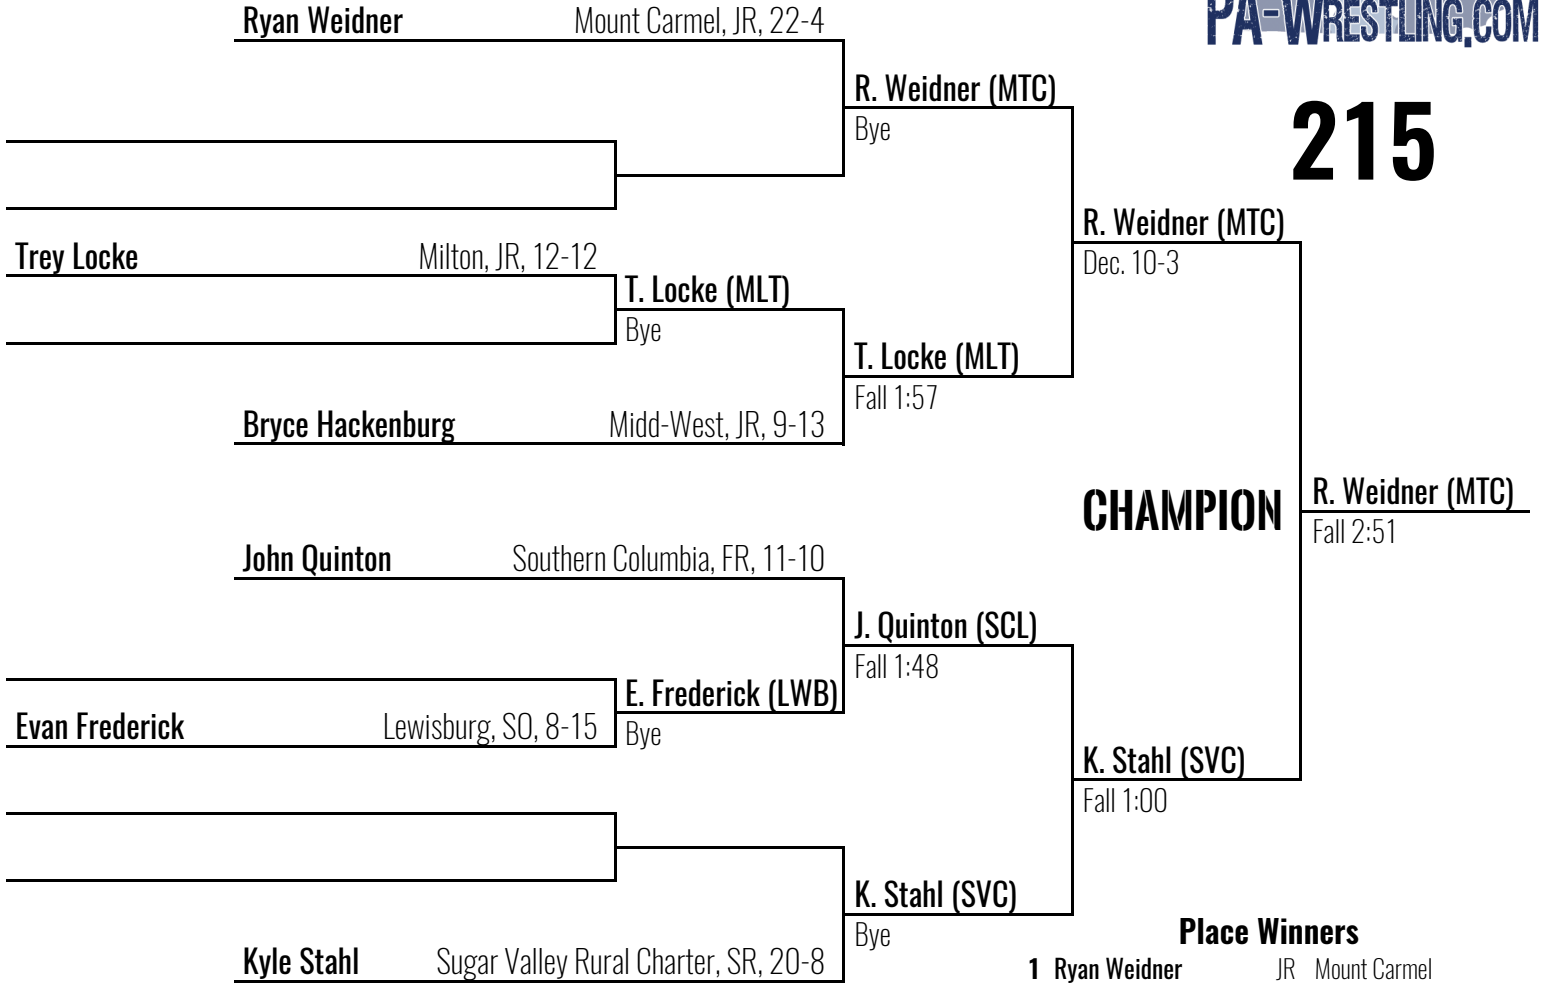 PA-WRESTLING.COM
215
Ryan Weidner Mount Carmel, JR, 22-4
R. Weidner (MTC)
Bye
R. Weidner (MTC)
Dec. 10-3
Trey Locke Milton, JR, 12-12
T. Locke (MLT)
Bye
T. Locke (MLT)
Fall 1:57
Bryce Hackenburg Midd-West, JR, 9-13
CHAMPION
R. Weidner (MTC)
Fall 2:51
John Quinton Southern Columbia, FR, 11-10
J. Quinton (SCL)
Fall 1:48
E. Frederick (LWB)
Bye
Evan Frederick Lewisburg, SO, 8-15
K. Stahl (SVC)
Fall 1:00
K. Stahl (SVC)
Bye
Kyle Stahl Sugar Valley Rural Charter, SR, 20-8
Place Winners
1 Ryan Weidner JR Mount Carmel